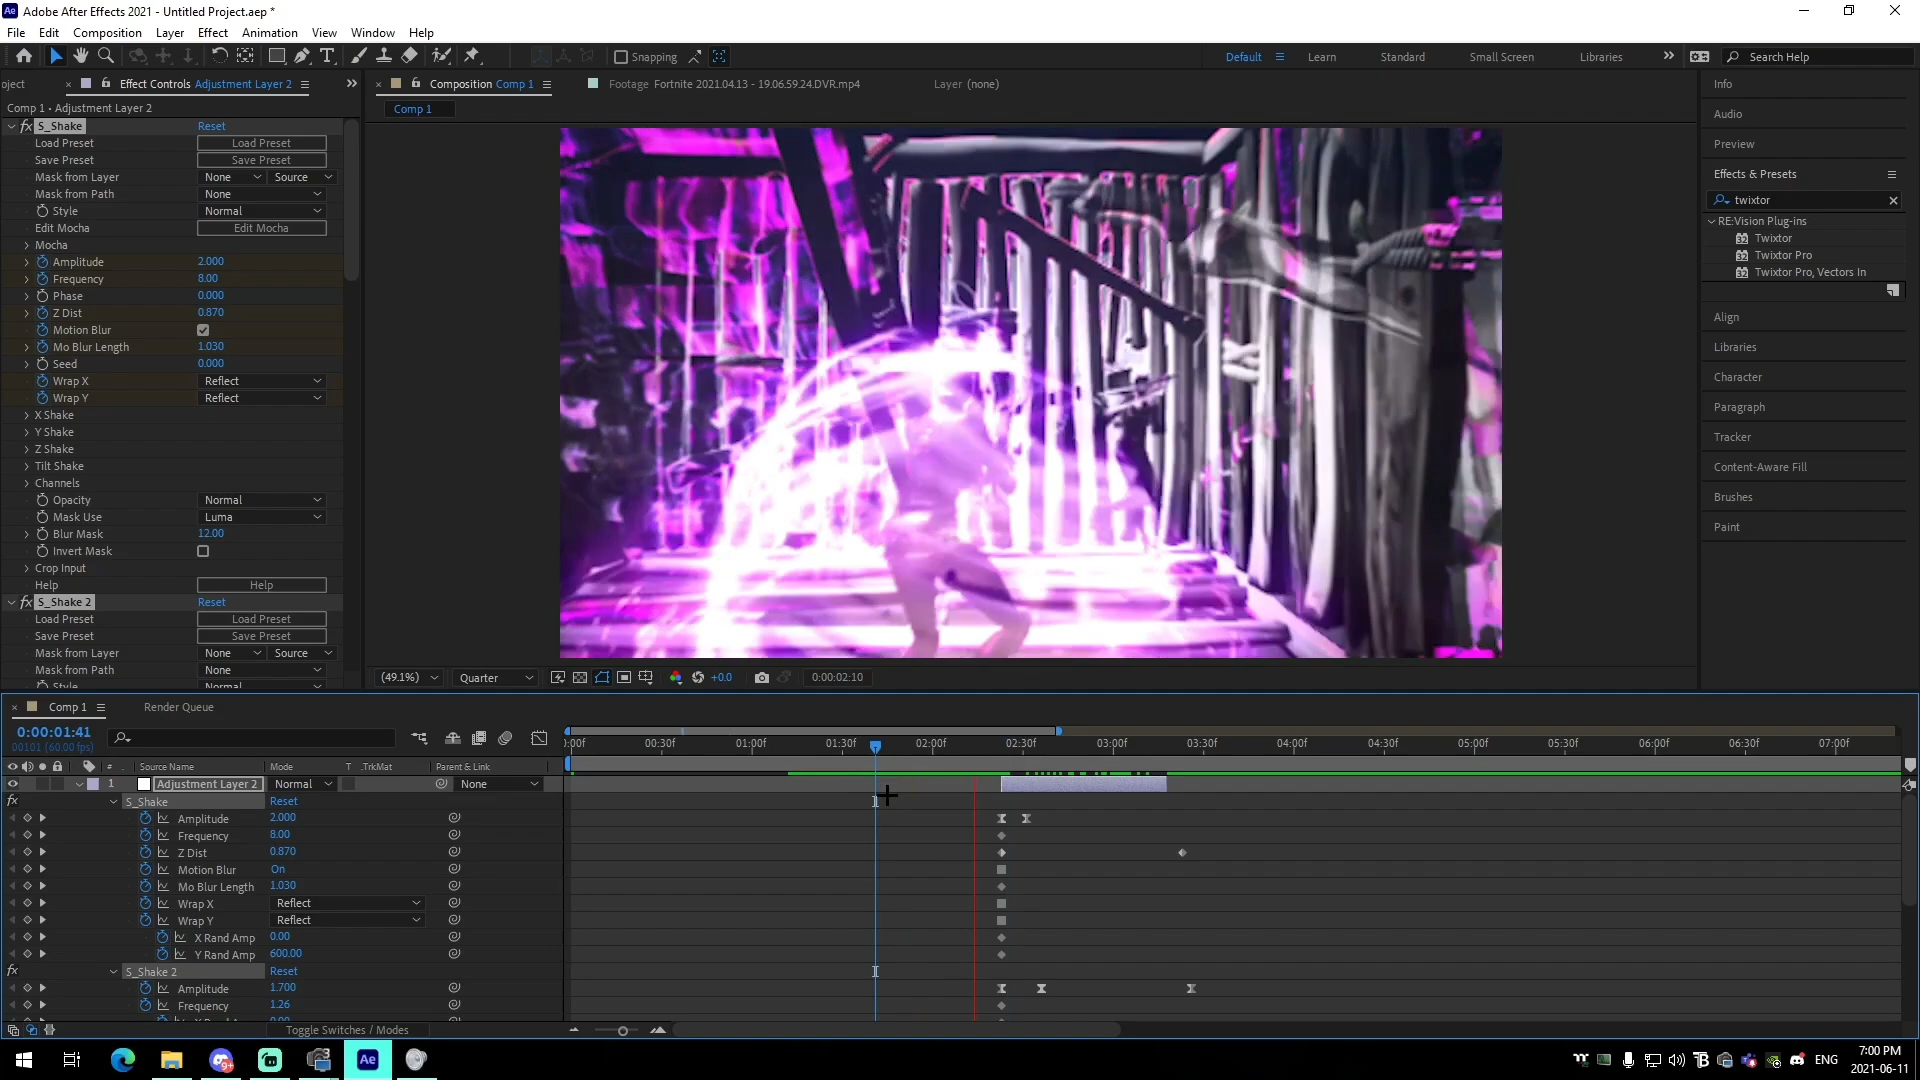 Adobe After Effects 2021 - Untitled Project.aep *
File Edit Composition Layer Effect Animation View Window Help
Snapping Default Learn Standard Small Screen Libraries Search Help
oject Effect Controls Adjustment Layer 2
Composition Comp 1 Footage Fortnite 2021.04.13 - 19.06.59.24.DVR.mp4 Layer (none)
Comp 1 • Adjustment Layer 2
Comp 1
fx S_Shake Reset
Load Preset Load Preset
Save Preset Save Preset
Mask from Layer None Source
Mask from Path None
Style Normal
Edit Mocha Edit Mocha
Mocha
Amplitude 2.000
Frequency 8.00
Phase 0.000
Z Dist 0.870
Motion Blur
Mo Blur Length 1.030
Seed 0.000
Wrap X Reflect
Wrap Y Reflect
X Shake
Y Shake
Z Shake
Tilt Shake
Channels
Opacity Normal
Mask Use Luma
Blur Mask 12.00
Invert Mask
Crop Input
Help Help
fx S_Shake 2 Reset
Load Preset Load Preset
Save Preset Save Preset
Mask from Layer None Source
Mask from Path None
Style Normal
(49.1%) Quarter +0.0 0:00:02:10
Info
Audio
Preview
Effects & Presets
twixtor
RE:Vision Plug-ins
32 Twixtor
32 Twixtor Pro
32 Twixtor Pro, Vectors In
Align
Libraries
Character
Paragraph
Tracker
Content-Aware Fill
Brushes
Paint
Comp 1 Render Queue
0:00:01:41
00101 (60.00 fps)
:00f 00:30f 01:00f 01:30f 02:00f 02:30f 03:00f 03:30f 04:00f 04:30f 05:00f 05:30f 06:00f 06:30f 07:00f
# Source Name Mode T .TrkMat Parent & Link
1 Adjustment Layer 2 Normal None
fx S_Shake Reset
Amplitude 2.000
Frequency 8.00
Z Dist 0.870
Motion Blur On
Mo Blur Length 1.030
Wrap X Reflect
Wrap Y Reflect
X Rand Amp 0.00
Y Rand Amp 600.00
fx S_Shake 2 Reset
Amplitude 1.700
Frequency 1.26
Toggle Switches / Modes
Ae ENG 7:00 PM
2021-06-11